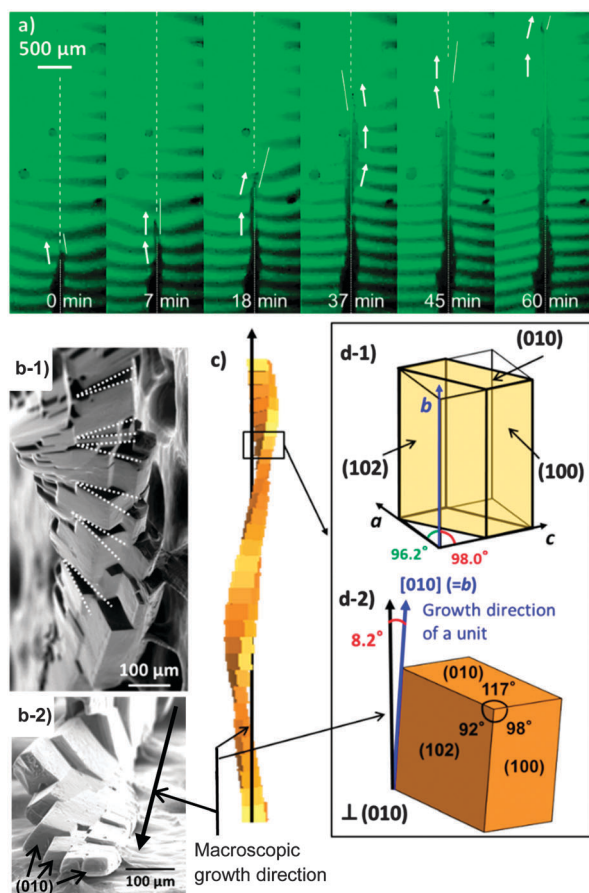 a)
500 µm
0 min
7 min
18 min
37 min
45 min
60 min
b-1)
100 µm
b-2)
(010)
100 µm
c)
Macroscopic
growth direction
d-1)
(010)
b
(102)
(100)
a
c
96.2°
98.0°
d-2)
[010] (=b)
Growth direction
of a unit
8.2°
(010)
117°
92°
98°
(102)
(100)
⊥(010)